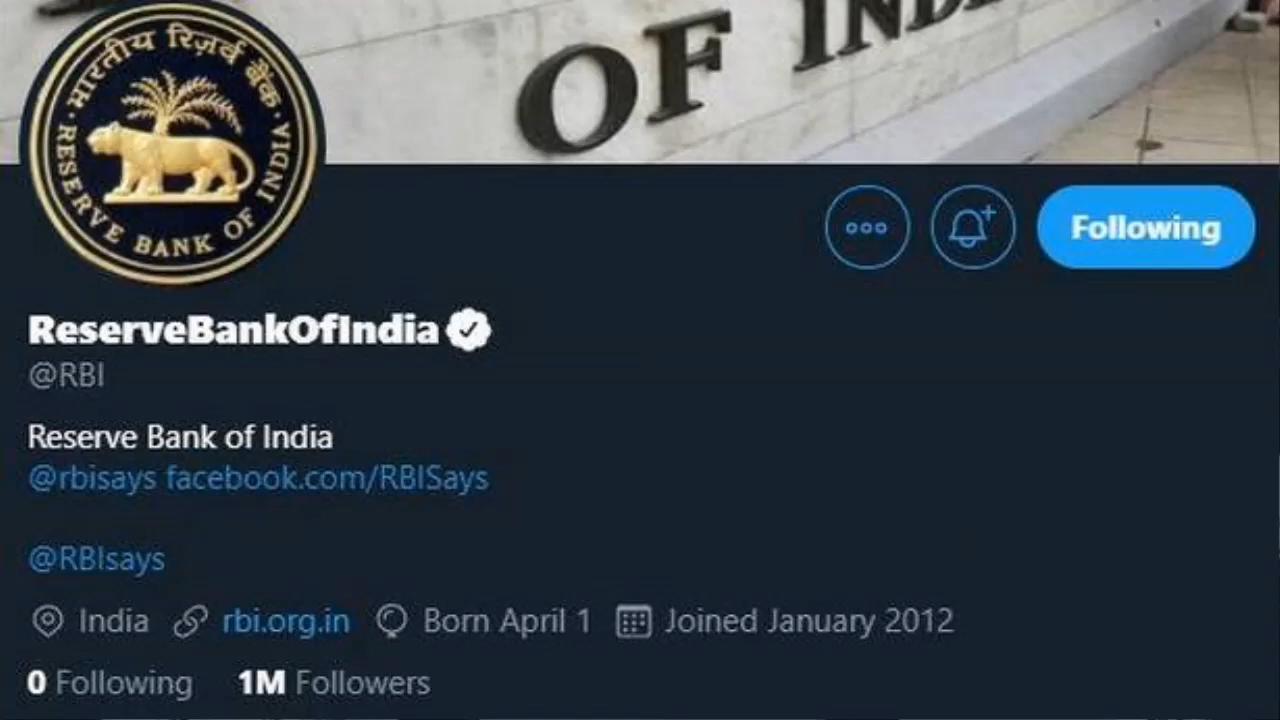 OF INDIA
भारतीय रिज़र्व बैंक
RESERVE BANK OF INDIA
Following
ReserveBankOfIndia
@RBI
Reserve Bank of India
@rbisays facebook.com/RBISays
@RBIsays
India rbi.org.in Born April 1 Joined January 2012
0 Following 1M Followers